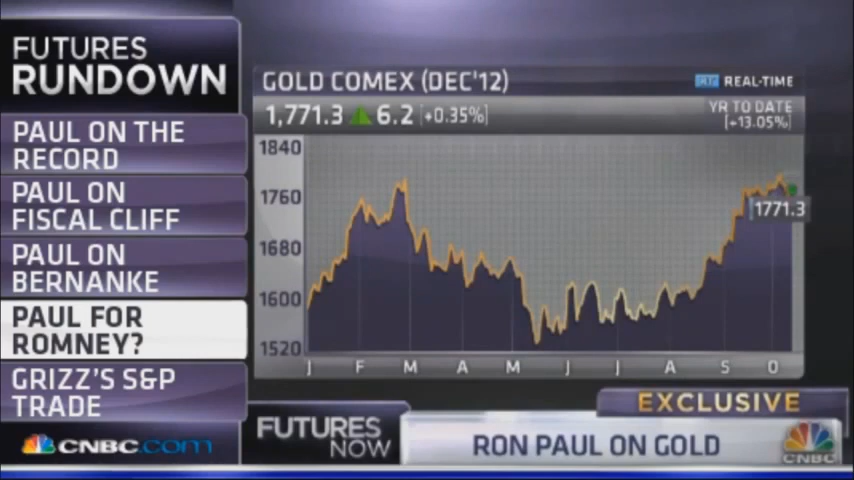 FUTURES
RUNDOWN
PAUL ON THE
RECORD
PAUL ON
FISCAL CLIFF
PAUL ON
BERNANKE
PAUL FOR
ROMNEY?
GRIZZ'S S&P
TRADE
CNBC.com
GOLD COMEX (DEC'12)
REAL-TIME
1,771.3 6.2 [+0.35%]
YR TO DATE
[+13.05%]
1840
1760
1680
1600
1520
1771.3
J F M A M J J A S O
EXCLUSIVE
FUTURES
NOW
RON PAUL ON GOLD
CNBC